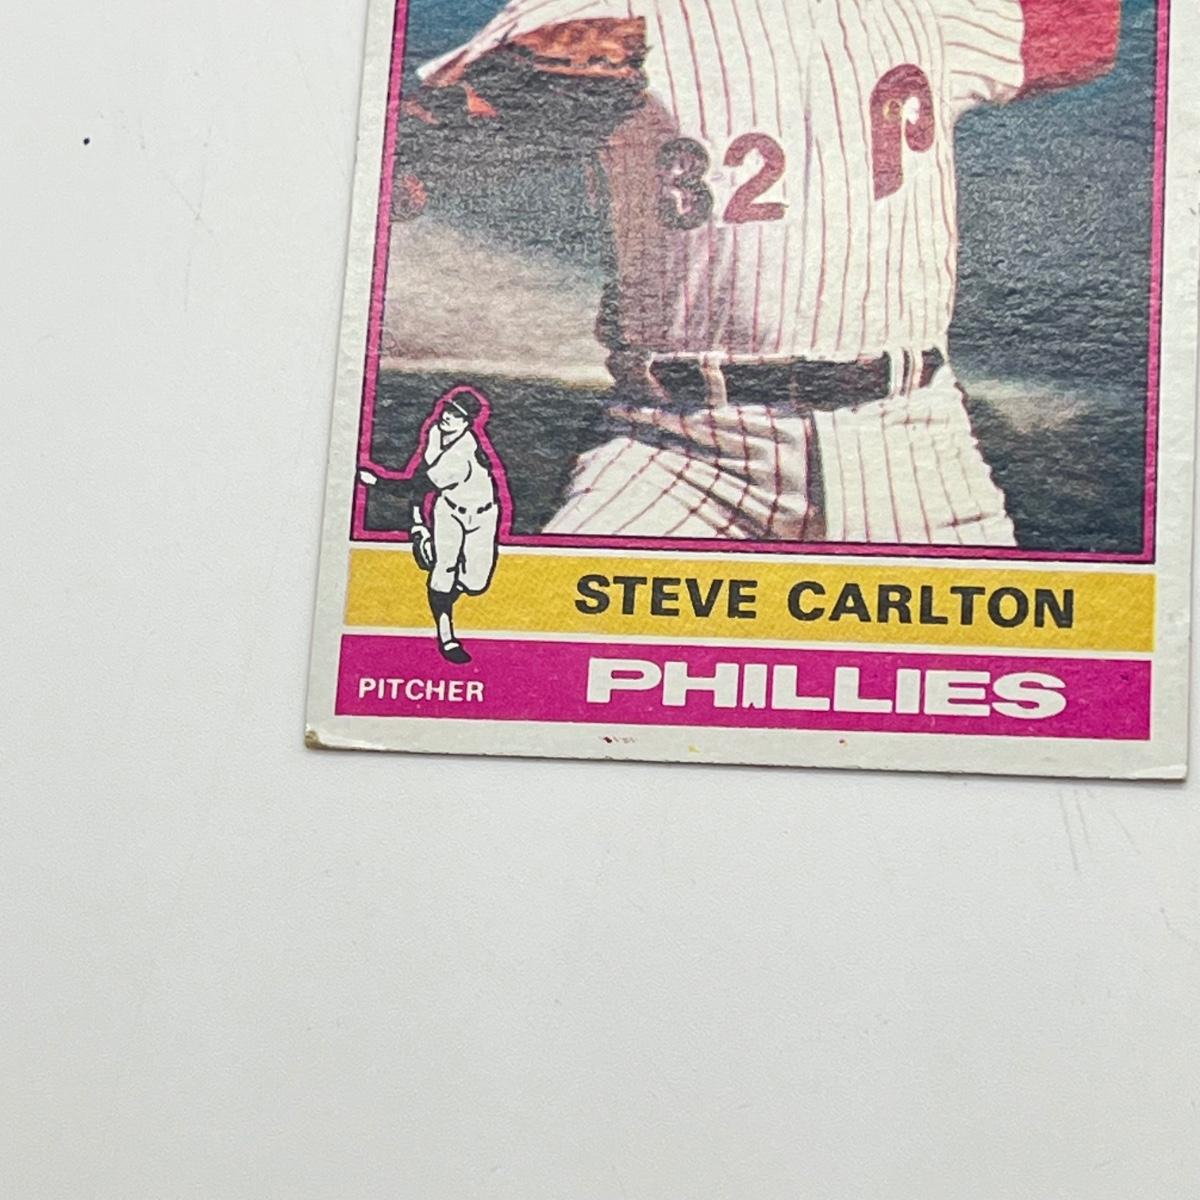 P
32
STEVE CARLTON
PITCHER PHILLIES